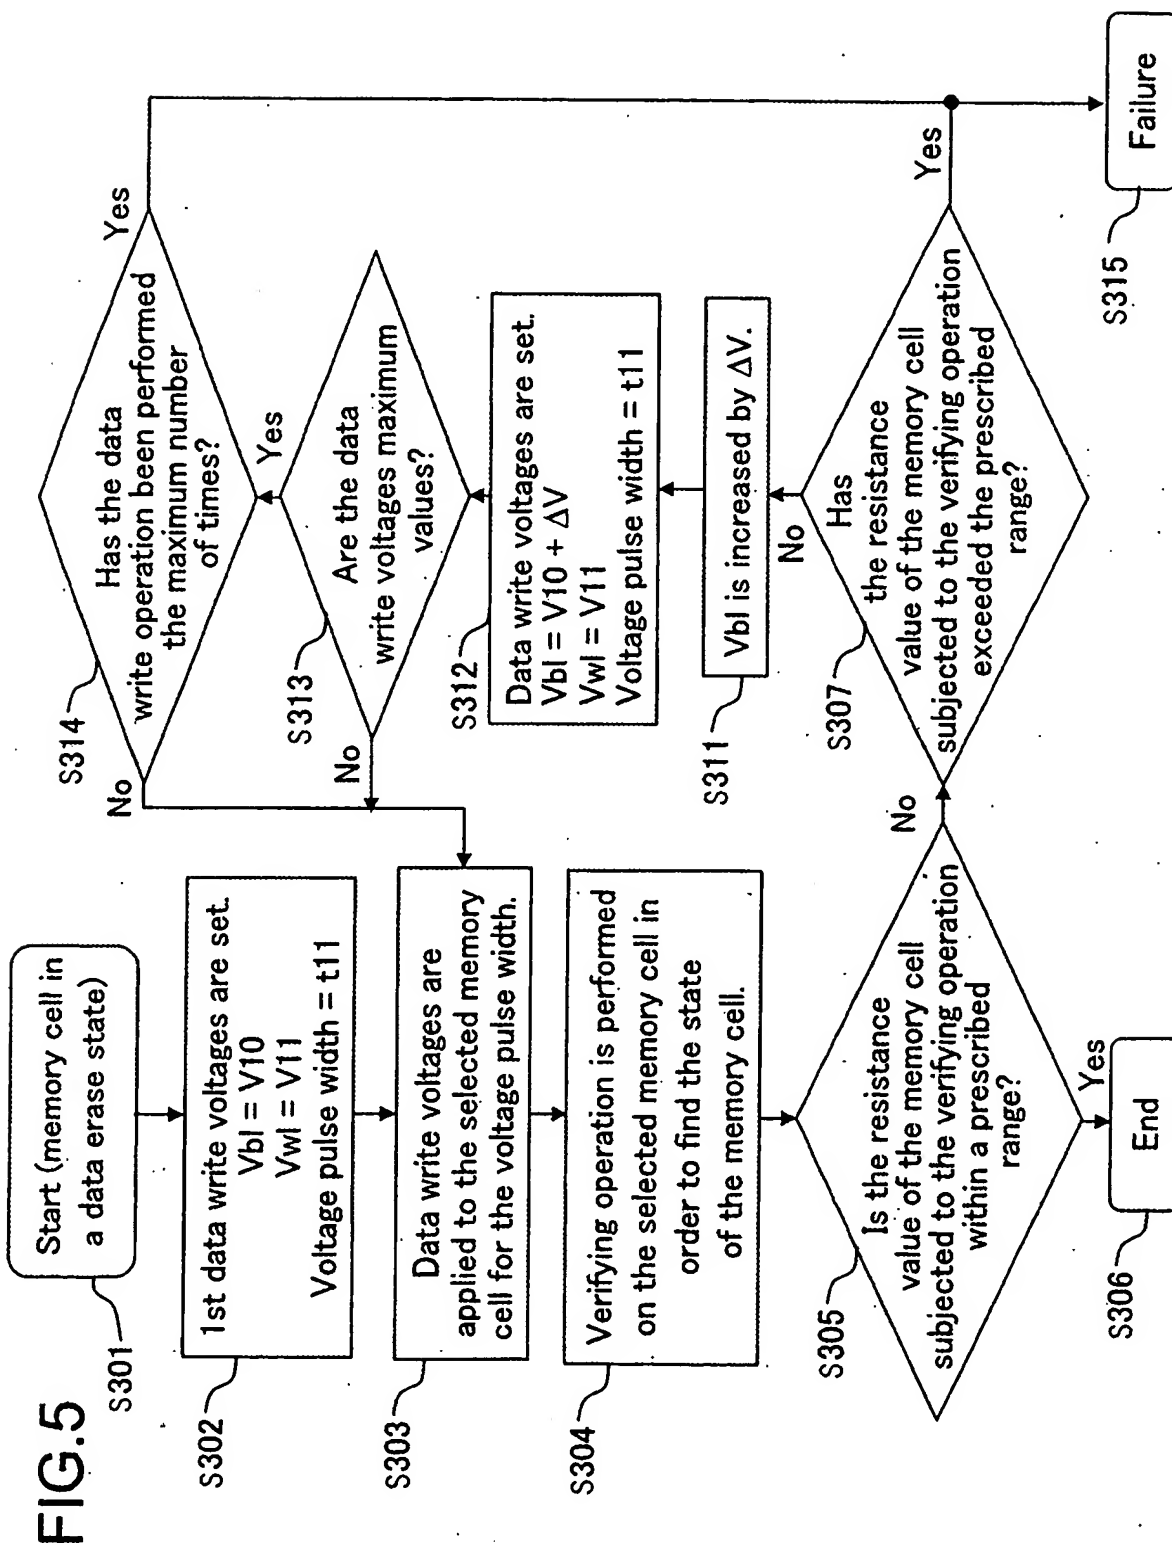 FIG.5
S301
Start (memory cell in
a data erase state)
S302
1st data write voltages are set.
Vbl = V10
Vwl = V11
Voltage pulse width = t11
S303
Data write voltages are
applied to the selected memory
cell for the voltage pulse width.
S304
Verifying operation is performed
on the selected memory cell in
order to find the state
of the memory cell.
S305
Is the resistance
value of the memory cell
subjected to the verifying operation
within a prescribed
range?
Yes
No
S306
End
S307
Has
the resistance
value of the memory cell
subjected to the verifying operation
exceeded the prescribed
range?
No
Yes
S311
Vbl is increased by ΔV.
S312
Data write voltages are set.
Vbl = V10 + ΔV
Vwl = V11
Voltage pulse width = t11
S313
Are the data
write voltages maximum
values?
No
Yes
S314
Has the data
write operation been performed
the maximum number
of times?
No
Yes
S315
Failure